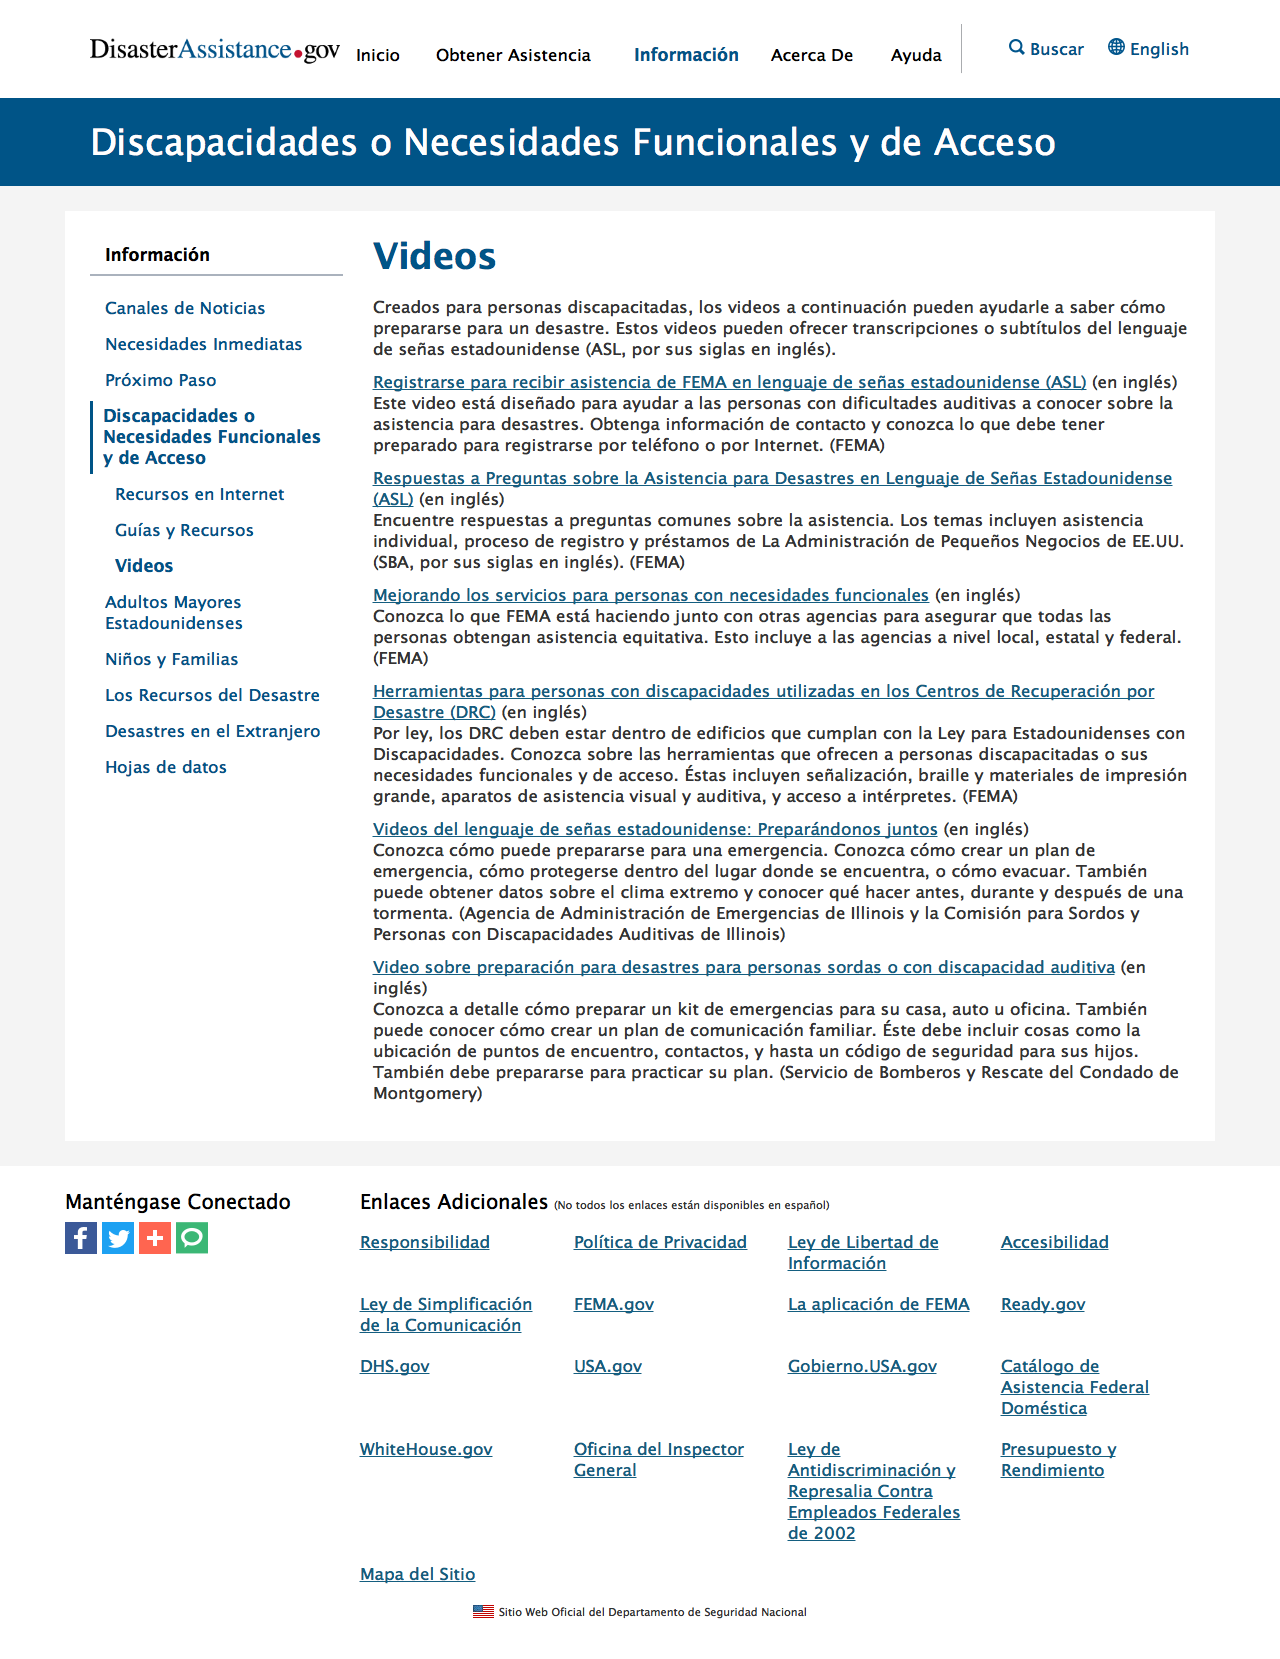 DisasterAssistance.gov
Inicio
Obtener Asistencia
Información
Acerca De
Ayuda
Buscar
English
Discapacidades o Necesidades Funcionales y de Acceso
Información
Canales de Noticias
Necesidades Inmediatas
Próximo Paso
Discapacidades o
Necesidades Funcionales
y de Acceso
Recursos en Internet
Guías y Recursos
Videos
Adultos Mayores
Estadounidenses
Niños y Familias
Los Recursos del Desastre
Desastres en el Extranjero
Hojas de datos
Videos
Creados para personas discapacitadas, los videos a continuación pueden ayudarle a saber cómo
prepararse para un desastre. Estos videos pueden ofrecer transcripciones o subtítulos del lenguaje
de señas estadounidense (ASL, por sus siglas en inglés).
Registrarse para recibir asistencia de FEMA en lenguaje de señas estadounidense (ASL) (en inglés)
Este video está diseñado para ayudar a las personas con dificultades auditivas a conocer sobre la
asistencia para desastres. Obtenga información de contacto y conozca lo que debe tener
preparado para registrarse por teléfono o por Internet. (FEMA)
Respuestas a Preguntas sobre la Asistencia para Desastres en Lenguaje de Señas Estadounidense
(ASL) (en inglés)
Encuentre respuestas a preguntas comunes sobre la asistencia. Los temas incluyen asistencia
individual, proceso de registro y préstamos de La Administración de Pequeños Negocios de EE.UU.
(SBA, por sus siglas en inglés). (FEMA)
Mejorando los servicios para personas con necesidades funcionales (en inglés)
Conozca lo que FEMA está haciendo junto con otras agencias para asegurar que todas las
personas obtengan asistencia equitativa. Esto incluye a las agencias a nivel local, estatal y federal.
(FEMA)
Herramientas para personas con discapacidades utilizadas en los Centros de Recuperación por
Desastre (DRC) (en inglés)
Por ley, los DRC deben estar dentro de edificios que cumplan con la Ley para Estadounidenses con
Discapacidades. Conozca sobre las herramientas que ofrecen a personas discapacitadas o sus
necesidades funcionales y de acceso. Éstas incluyen señalización, braille y materiales de impresión
grande, aparatos de asistencia visual y auditiva, y acceso a intérpretes. (FEMA)
Videos del lenguaje de señas estadounidense: Preparándonos juntos (en inglés)
Conozca cómo puede prepararse para una emergencia. Conozca cómo crear un plan de
emergencia, cómo protegerse dentro del lugar donde se encuentra, o cómo evacuar. También
puede obtener datos sobre el clima extremo y conocer qué hacer antes, durante y después de una
tormenta. (Agencia de Administración de Emergencias de Illinois y la Comisión para Sordos y
Personas con Discapacidades Auditivas de Illinois)
Video sobre preparación para desastres para personas sordas o con discapacidad auditiva (en
inglés)
Conozca a detalle cómo preparar un kit de emergencias para su casa, auto u oficina. También
puede conocer cómo crear un plan de comunicación familiar. Éste debe incluir cosas como la
ubicación de puntos de encuentro, contactos, y hasta un código de seguridad para sus hijos.
También debe prepararse para practicar su plan. (Servicio de Bomberos y Rescate del Condado de
Montgomery)
Manténgase Conectado
Enlaces Adicionales (No todos los enlaces están disponibles en español)
Responsibilidad
Política de Privacidad
Ley de Libertad de
Información
Accesibilidad
Ley de Simplificación
de la Comunicación
FEMA.gov
La aplicación de FEMA
Ready.gov
DHS.gov
USA.gov
Gobierno.USA.gov
Catálogo de
Asistencia Federal
Doméstica
WhiteHouse.gov
Oficina del Inspector
General
Ley de
Antidiscriminación y
Represalia Contra
Empleados Federales
de 2002
Presupuesto y
Rendimiento
Mapa del Sitio
Sitio Web Oficial del Departamento de Seguridad Nacional